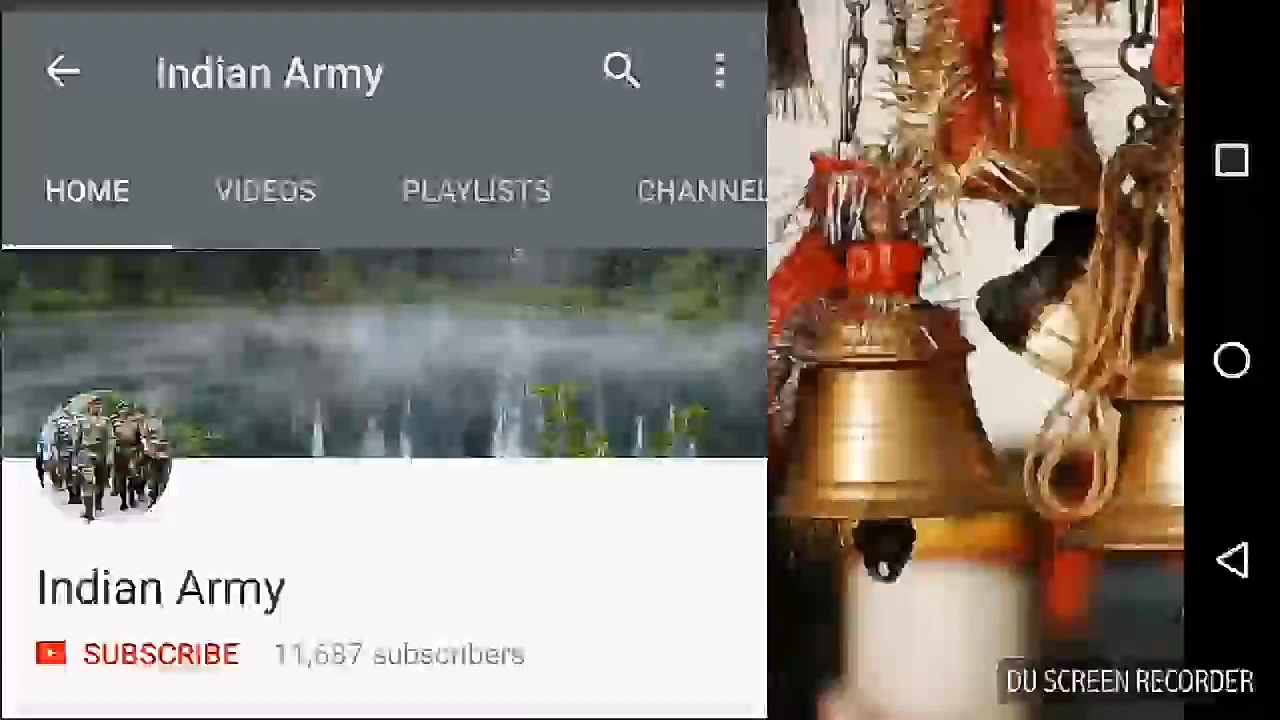 Indian Army
HOME VIDEOS PLAYLISTS CHANNEL
Indian Army
SUBSCRIBE 11,687 subscribers
DU SCREEN RECORDER